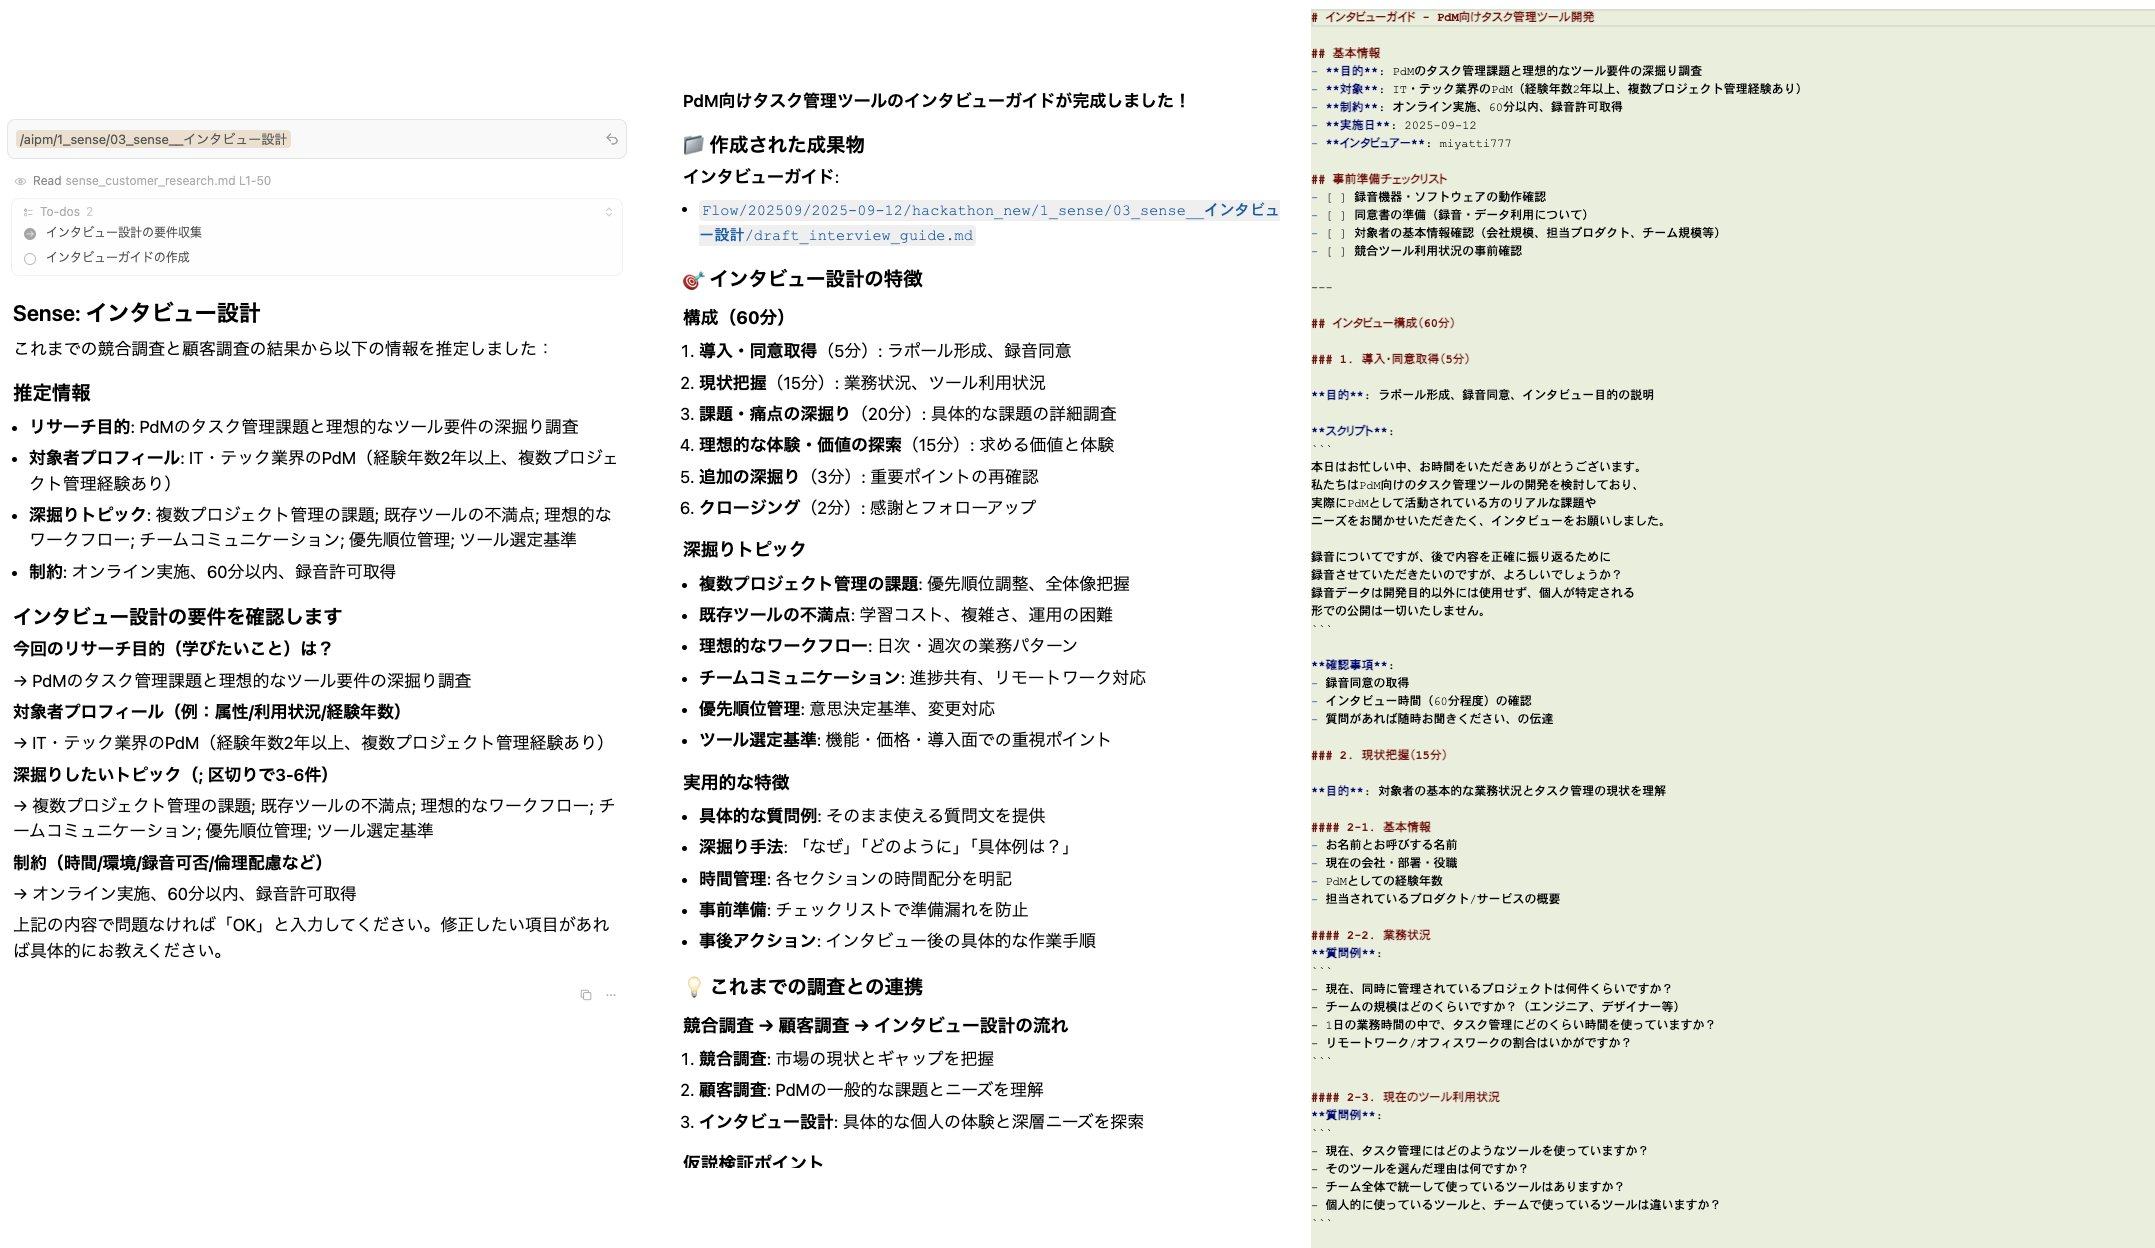 /aipm/1_sense/03_sense__インタビュー設計
Read sense_customer_research.md L1-50
To-dos 2
インタビュー設計の要件収集
インタビューガイドの作成
Sense: インタビュー設計
これまでの競合調査と顧客調査の結果から以下の情報を推定しました：
推定情報
• リサーチ目的: PdMのタスク管理課題と理想的なツール要件の深掘り調査
• 対象者プロフィール: IT・テック業界のPdM（経験年数2年以上、複数プロジェ
クト管理経験あり）
• 深掘りトピック: 複数プロジェクト管理の課題; 既存ツールの不満点; 理想的な
ワークフロー; チームコミュニケーション; 優先順位管理; ツール選定基準
• 制約: オンライン実施、60分以内、録音許可取得
インタビュー設計の要件を確認します
今回のリサーチ目的（学びたいこと）は？
→ PdMのタスク管理課題と理想的なツール要件の深掘り調査
対象者プロフィール（例：属性/利用状況/経験年数）
→ IT・テック業界のPdM（経験年数2年以上、複数プロジェクト管理経験あり）
深掘りしたいトピック（; 区切りで3-6件）
→ 複数プロジェクト管理の課題; 既存ツールの不満点; 理想的なワークフロー; チ
ームコミュニケーション; 優先順位管理; ツール選定基準
制約（時間/環境/録音可否/倫理配慮など）
→ オンライン実施、60分以内、録音許可取得
上記の内容で問題なければ「OK」と入力してください。修正したい項目があれ
ば具体的にお教えください。
PdM向けタスク管理ツールのインタビューガイドが完成しました！
📁 作成された成果物
インタビューガイド:
• Flow/202509/2025-09-12/hackathon_new/1_sense/03_sense__インタビュ
ー設計/draft_interview_guide.md
🎯 インタビュー設計の特徴
構成（60分）
1. 導入・同意取得（5分）: ラポール形成、録音同意
2. 現状把握（15分）: 業務状況、ツール利用状況
3. 課題・痛点の深掘り（20分）: 具体的な課題の詳細調査
4. 理想的な体験・価値の探索（15分）: 求める価値と体験
5. 追加の深掘り（3分）: 重要ポイントの再確認
6. クロージング（2分）: 感謝とフォローアップ
深掘りトピック
• 複数プロジェクト管理の課題: 優先順位調整、全体像把握
• 既存ツールの不満点: 学習コスト、複雑さ、運用の困難
• 理想的なワークフロー: 日次・週次の業務パターン
• チームコミュニケーション: 進捗共有、リモートワーク対応
• 優先順位管理: 意思決定基準、変更対応
• ツール選定基準: 機能・価格・導入面での重視ポイント
実用的な特徴
• 具体的な質問例: そのまま使える質問文を提供
• 深掘り手法: 「なぜ」「どのように」「具体例は？」
• 時間管理: 各セクションの時間配分を明記
• 事前準備: チェックリストで準備漏れを防止
• 事後アクション: インタビュー後の具体的な作業手順
💡 これまでの調査との連携
競合調査 → 顧客調査 → インタビュー設計の流れ
1. 競合調査: 市場の現状とギャップを把握
2. 顧客調査: PdMの一般的な課題とニーズを理解
3. インタビュー設計: 具体的な個人の体験と深層ニーズを探索
仮説検証ポイント
# インタビューガイド - PdM向けタスク管理ツール開発
## 基本情報
- **目的**: PdMのタスク管理課題と理想的なツール要件の深掘り調査
- **対象**: IT・テック業界のPdM（経験年数2年以上、複数プロジェクト管理経験あり）
- **制約**: オンライン実施、60分以内、録音許可取得
- **実施日**: 2025-09-12
- **インタビュアー**: miyatti777
## 事前準備チェックリスト
- [ ] 録音機器・ソフトウェアの動作確認
- [ ] 同意書の準備（録音・データ利用について）
- [ ] 対象者の基本情報確認（会社規模、担当プロダクト、チーム規模等）
- [ ] 競合ツール利用状況の事前確認
---
## インタビュー構成（60分）
### 1. 導入・同意取得（5分）
**目的**: ラポール形成、録音同意、インタビュー目的の説明
**スクリプト**:
```
本日はお忙しい中、お時間をいただきありがとうございます。
私たちはPdM向けのタスク管理ツールの開発を検討しており、
実際にPdMとして活動されている方のリアルな課題や
ニーズをお聞かせいただきたく、インタビューをお願いしました。
録音についてですが、後で内容を正確に振り返るために
録音させていただきたいのですが、よろしいでしょうか？
録音データは開発目的以外には使用せず、個人が特定される
形での公開は一切いたしません。
```
**確認事項**:
- 録音同意の取得
- インタビュー時間（60分程度）の確認
- 質問があれば随時お聞きください、の伝達
### 2. 現状把握（15分）
**目的**: 対象者の基本的な業務状況とタスク管理の現状を理解
#### 2-1. 基本情報
- お名前とお呼びする名前
- 現在の会社・部署・役職
- PdMとしての経験年数
- 担当されているプロダクト/サービスの概要
#### 2-2. 業務状況
**質問例**:
```
- 現在、同時に管理されているプロジェクトは何件くらいですか？
- チームの規模はどのくらいですか？（エンジニア、デザイナー等）
- 1日の業務時間の中で、タスク管理にどのくらい時間を使っていますか？
- リモートワーク/オフィスワークの割合はいかがですか？
```
#### 2-3. 現在のツール利用状況
**質問例**:
```
- 現在、タスク管理にはどのようなツールを使っていますか？
- そのツールを選んだ理由は何ですか？
- チーム全体で統一して使っているツールはありますか？
- 個人的に使っているツールと、チームで使っているツールは違いますか？
```